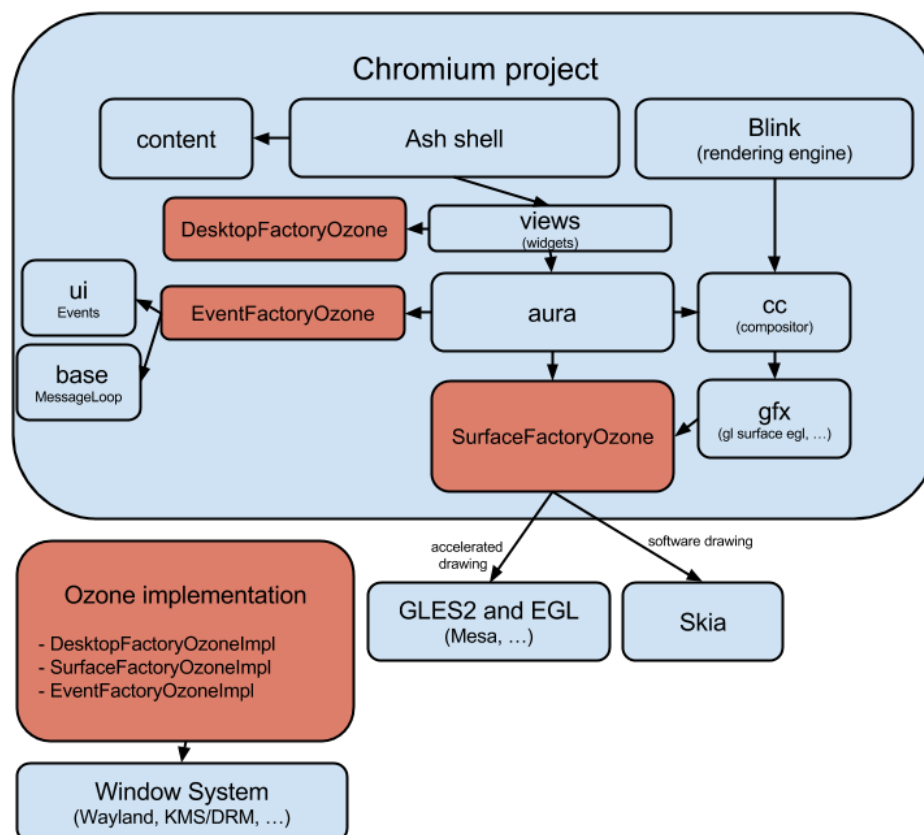 Chromium project
content
Ash shell
Blink
(rendering engine)
DesktopFactoryOzone
views
(widgets)
ui
Events
EventFactoryOzone
aura
cc
(compositor)
base
MessageLoop
SurfaceFactoryOzone
gfx
(gl surface egl, ...)
accelerated
drawing
software drawing
Ozone implementation
- DesktopFactoryOzoneImpl
- SurfaceFactoryOzoneImpl
- EventFactoryOzoneImpl
GLES2 and EGL
(Mesa, ...)
Skia
Window System
(Wayland, KMS/DRM, ...)